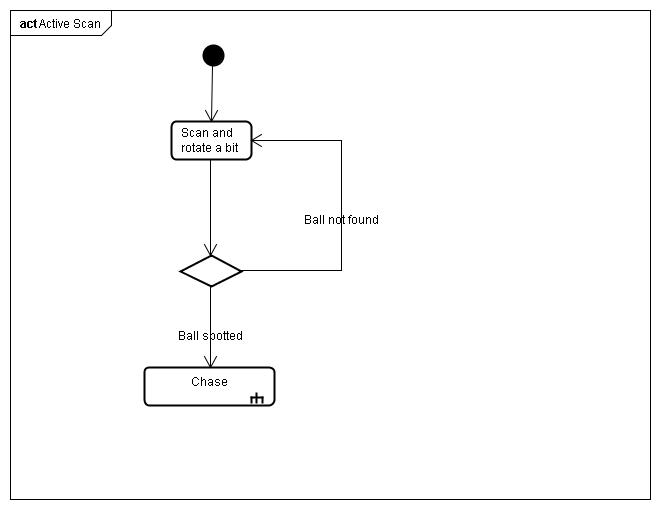 act Active Scan
Scan and
rotate a bit
Ball not found
Ball spotted
Chase